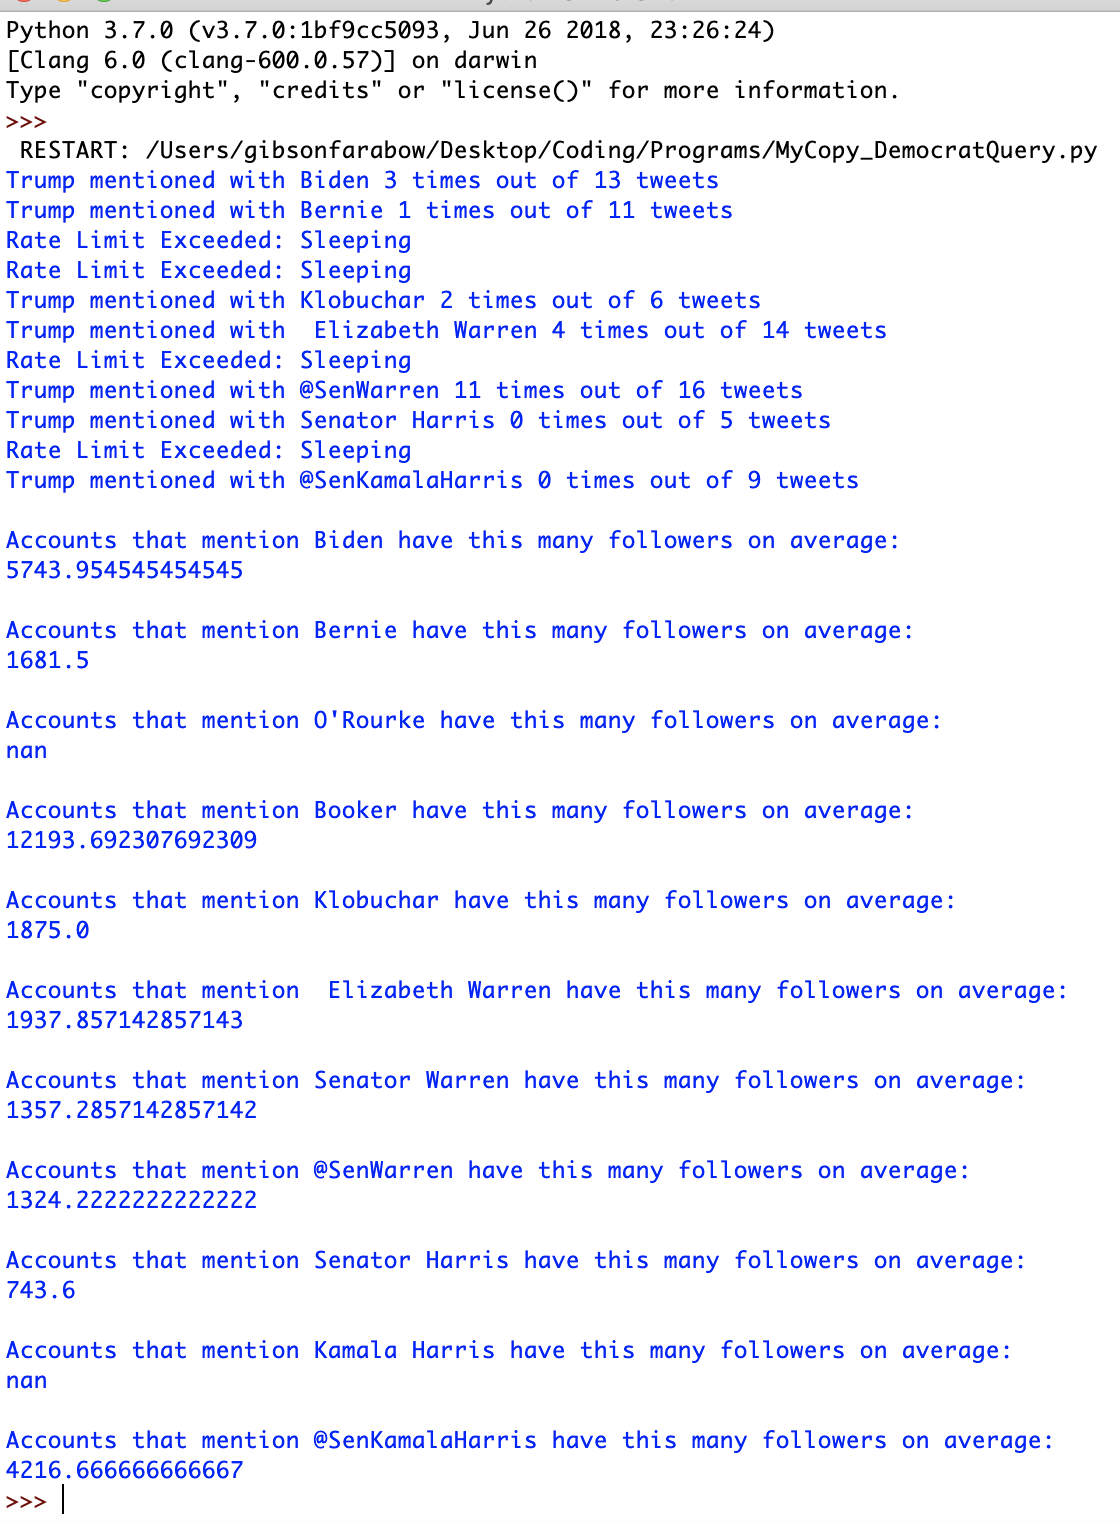 Python 3.7.0 (v3.7.0:1bf9cc5093, Jun 26 2018, 23:26:24)
[Clang 6.0 (clang-600.0.57)] on darwin
Type "copyright", "credits" or "license()" for more information.
>>>
 RESTART: /Users/gibsonfarabow/Desktop/Coding/Programs/MyCopy_DemocratQuery.py
Trump mentioned with Biden 3 times out of 13 tweets
Trump mentioned with Bernie 1 times out of 11 tweets
Rate Limit Exceeded: Sleeping
Rate Limit Exceeded: Sleeping
Trump mentioned with Klobuchar 2 times out of 6 tweets
Trump mentioned with  Elizabeth Warren 4 times out of 14 tweets
Rate Limit Exceeded: Sleeping
Trump mentioned with @SenWarren 11 times out of 16 tweets
Trump mentioned with Senator Harris 0 times out of 5 tweets
Rate Limit Exceeded: Sleeping
Trump mentioned with @SenKamalaHarris 0 times out of 9 tweets

Accounts that mention Biden have this many followers on average:
5743.954545454545

Accounts that mention Bernie have this many followers on average:
1681.5

Accounts that mention O'Rourke have this many followers on average:
nan

Accounts that mention Booker have this many followers on average:
12193.692307692309

Accounts that mention Klobuchar have this many followers on average:
1875.0

Accounts that mention  Elizabeth Warren have this many followers on average:
1937.857142857143

Accounts that mention Senator Warren have this many followers on average:
1357.2857142857142

Accounts that mention @SenWarren have this many followers on average:
1324.2222222222222

Accounts that mention Senator Harris have this many followers on average:
743.6

Accounts that mention Kamala Harris have this many followers on average:
nan

Accounts that mention @SenKamalaHarris have this many followers on average:
4216.666666666667
>>>